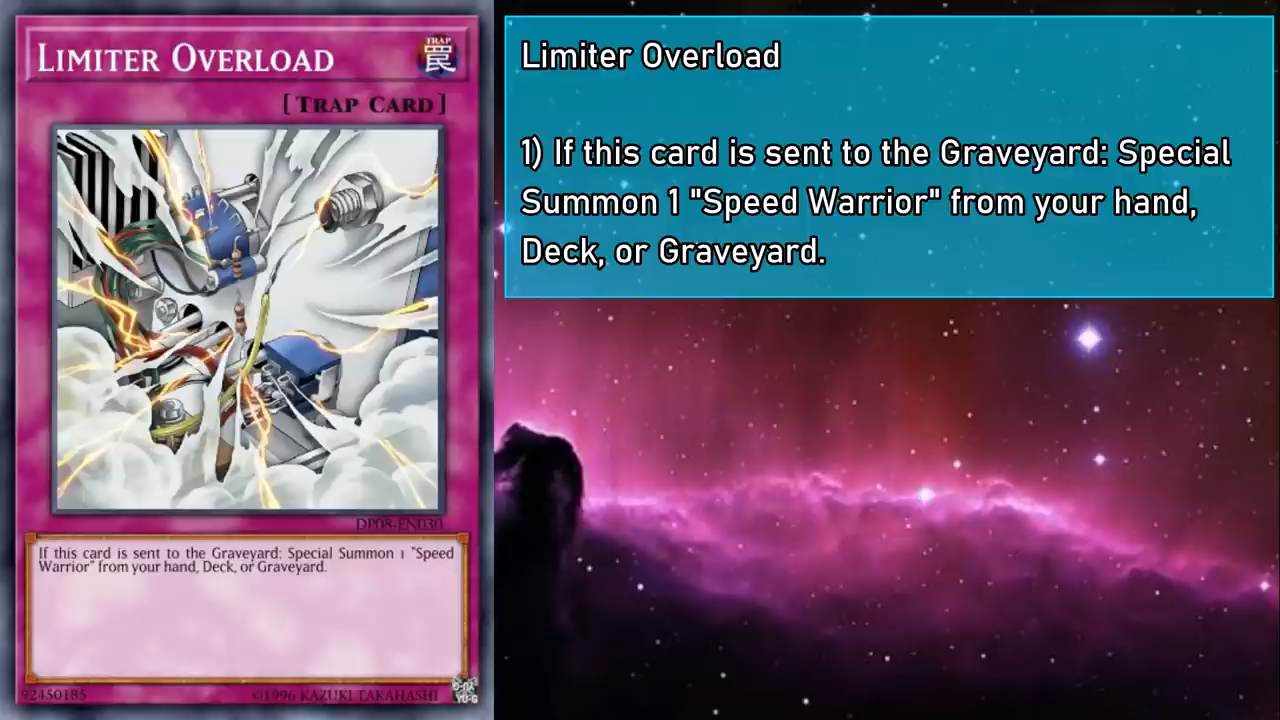 LIMITER OVERLOAD
TRAP
罠
[TRAP CARD]
DP08-EN030
If this card is sent to the Graveyard: Special Summon 1 "Speed
Warrior" from your hand, Deck, or Graveyard.
92450185
©1996 KAZUKI TAKAHASHI
Limiter Overload
1) If this card is sent to the Graveyard: Special
Summon 1 "Speed Warrior" from your hand,
Deck, or Graveyard.